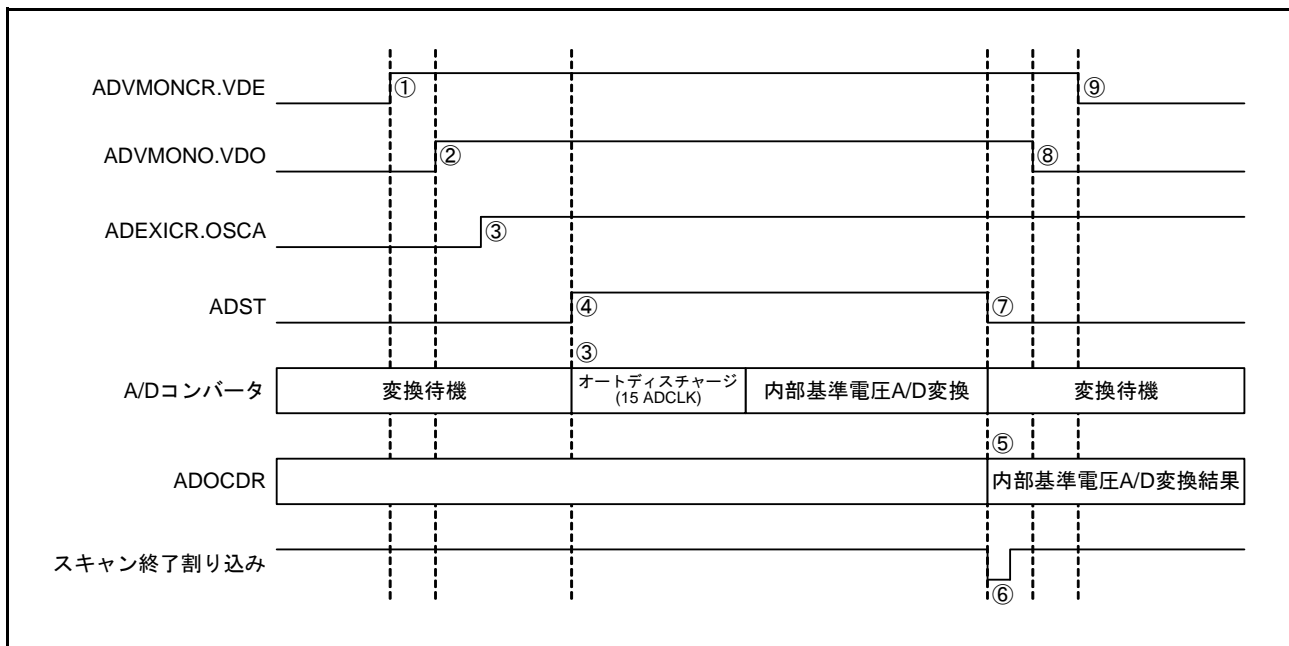 ADVMONCR.VDE
①
⑨
ADVMONO.VDO
②
⑧
ADEXICR.OSCA
③
ADST
④
⑦
③
A/Dコンバータ
変換待機
オートディスチャージ
(15 ADCLK)
内部基準電圧A/D変換
変換待機
⑤
ADOCDR
内部基準電圧A/D変換結果
スキャン終了割り込み
⑥